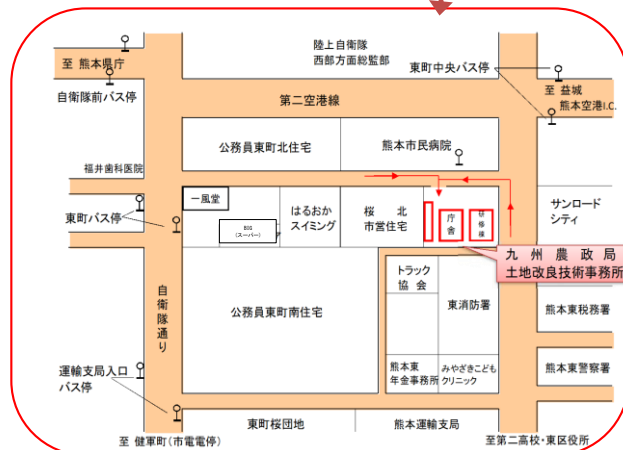 陸上自衛隊
西部方面総監部
至 熊本県庁
東町中央バス停
自衛隊前バス停
至 益城
熊本空港I.C.
第二空港線
公務員東町北住宅
熊本市民病院
福井歯科医院
一風堂
はるおか
スイミング
桜 北
市営住宅
庁
舎
研
修
棟
サンロード
シティ
東町バス停
(スーパー)
九州農政局
土地改良技術事務所
トラック
協 会
自
衛
隊
通
り
公務員東町南住宅
東消防署
熊本東税務署
運輸支局入口
バス停
熊本東
年金事務所
みやざきこども
クリニック
熊本東警察署
東町桜団地
熊本運輸支局
至 健軍町(市電電停)
至第二高校・東区役所